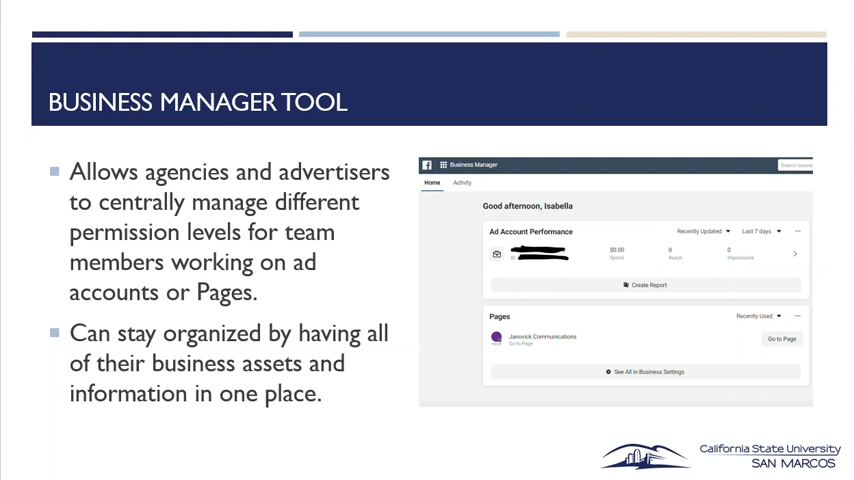 BUSINESS MANAGER TOOL
Allows agencies and advertisers
to centrally manage different
permission levels for team
members working on ad
accounts or Pages.
Can stay organized by having all
of their business assets and
information in one place.
Business Manager
Search busine
Home Activity
Good afternoon, Isabella
Ad Account Performance Recently Updated Last 7 days
$0.00 0 0
ID Spend Reach Impressions
Create Report
Pages Recently Used
Janovick Communications
Go to Page
Go to Page
See All in Business Settings
California State University
SAN MARCOS